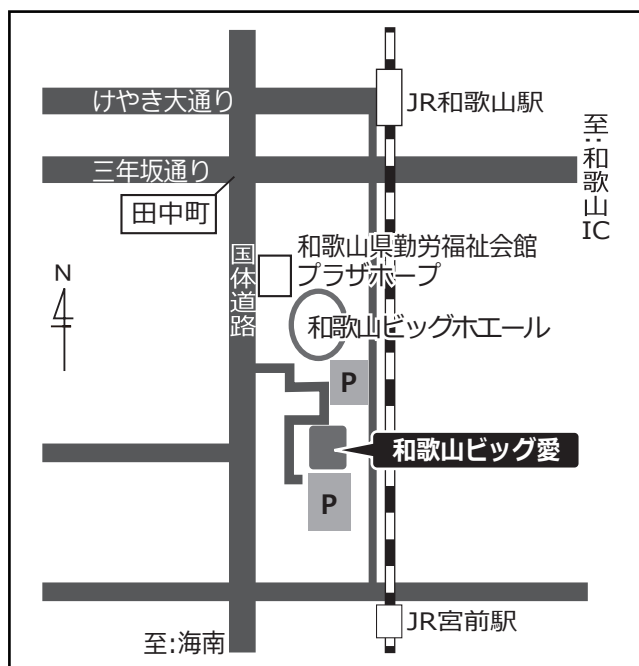 けやき大通り
JR和歌山駅
三年坂通り
至:和歌山IC
田中町
国体道路
和歌山県勤労福祉会館
プラザホープ
N
和歌山ビッグホエール
P
和歌山ビッグ愛
P
JR宮前駅
至:海南